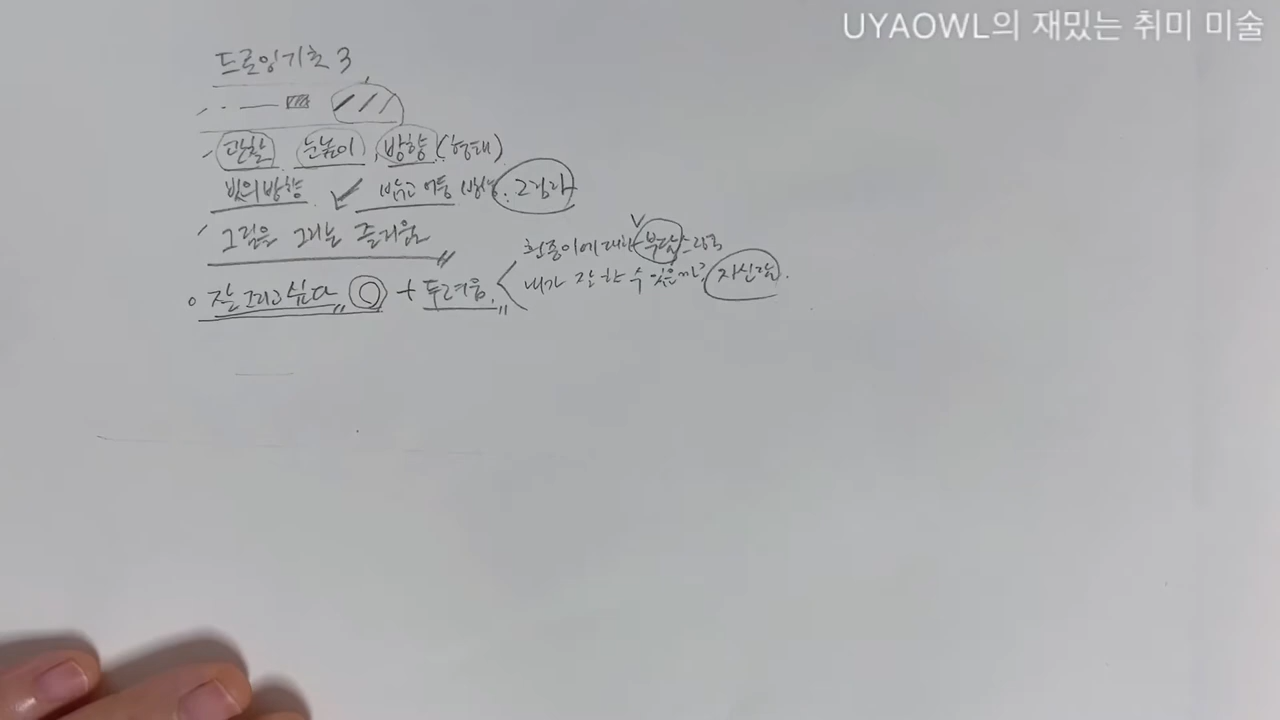 UYAOWL의 재밌는 취미 미술
드로잉 기초 3
관찰 눈높이, 방향 (형태)
빛의 방향 밝고 어둠 그림자
그림을 그리는 즐거움
흰종이에 대한 부담스러움
잘 그리고 싶다 + 두려움.
내가 잘 할 수 있을까? 자신감.